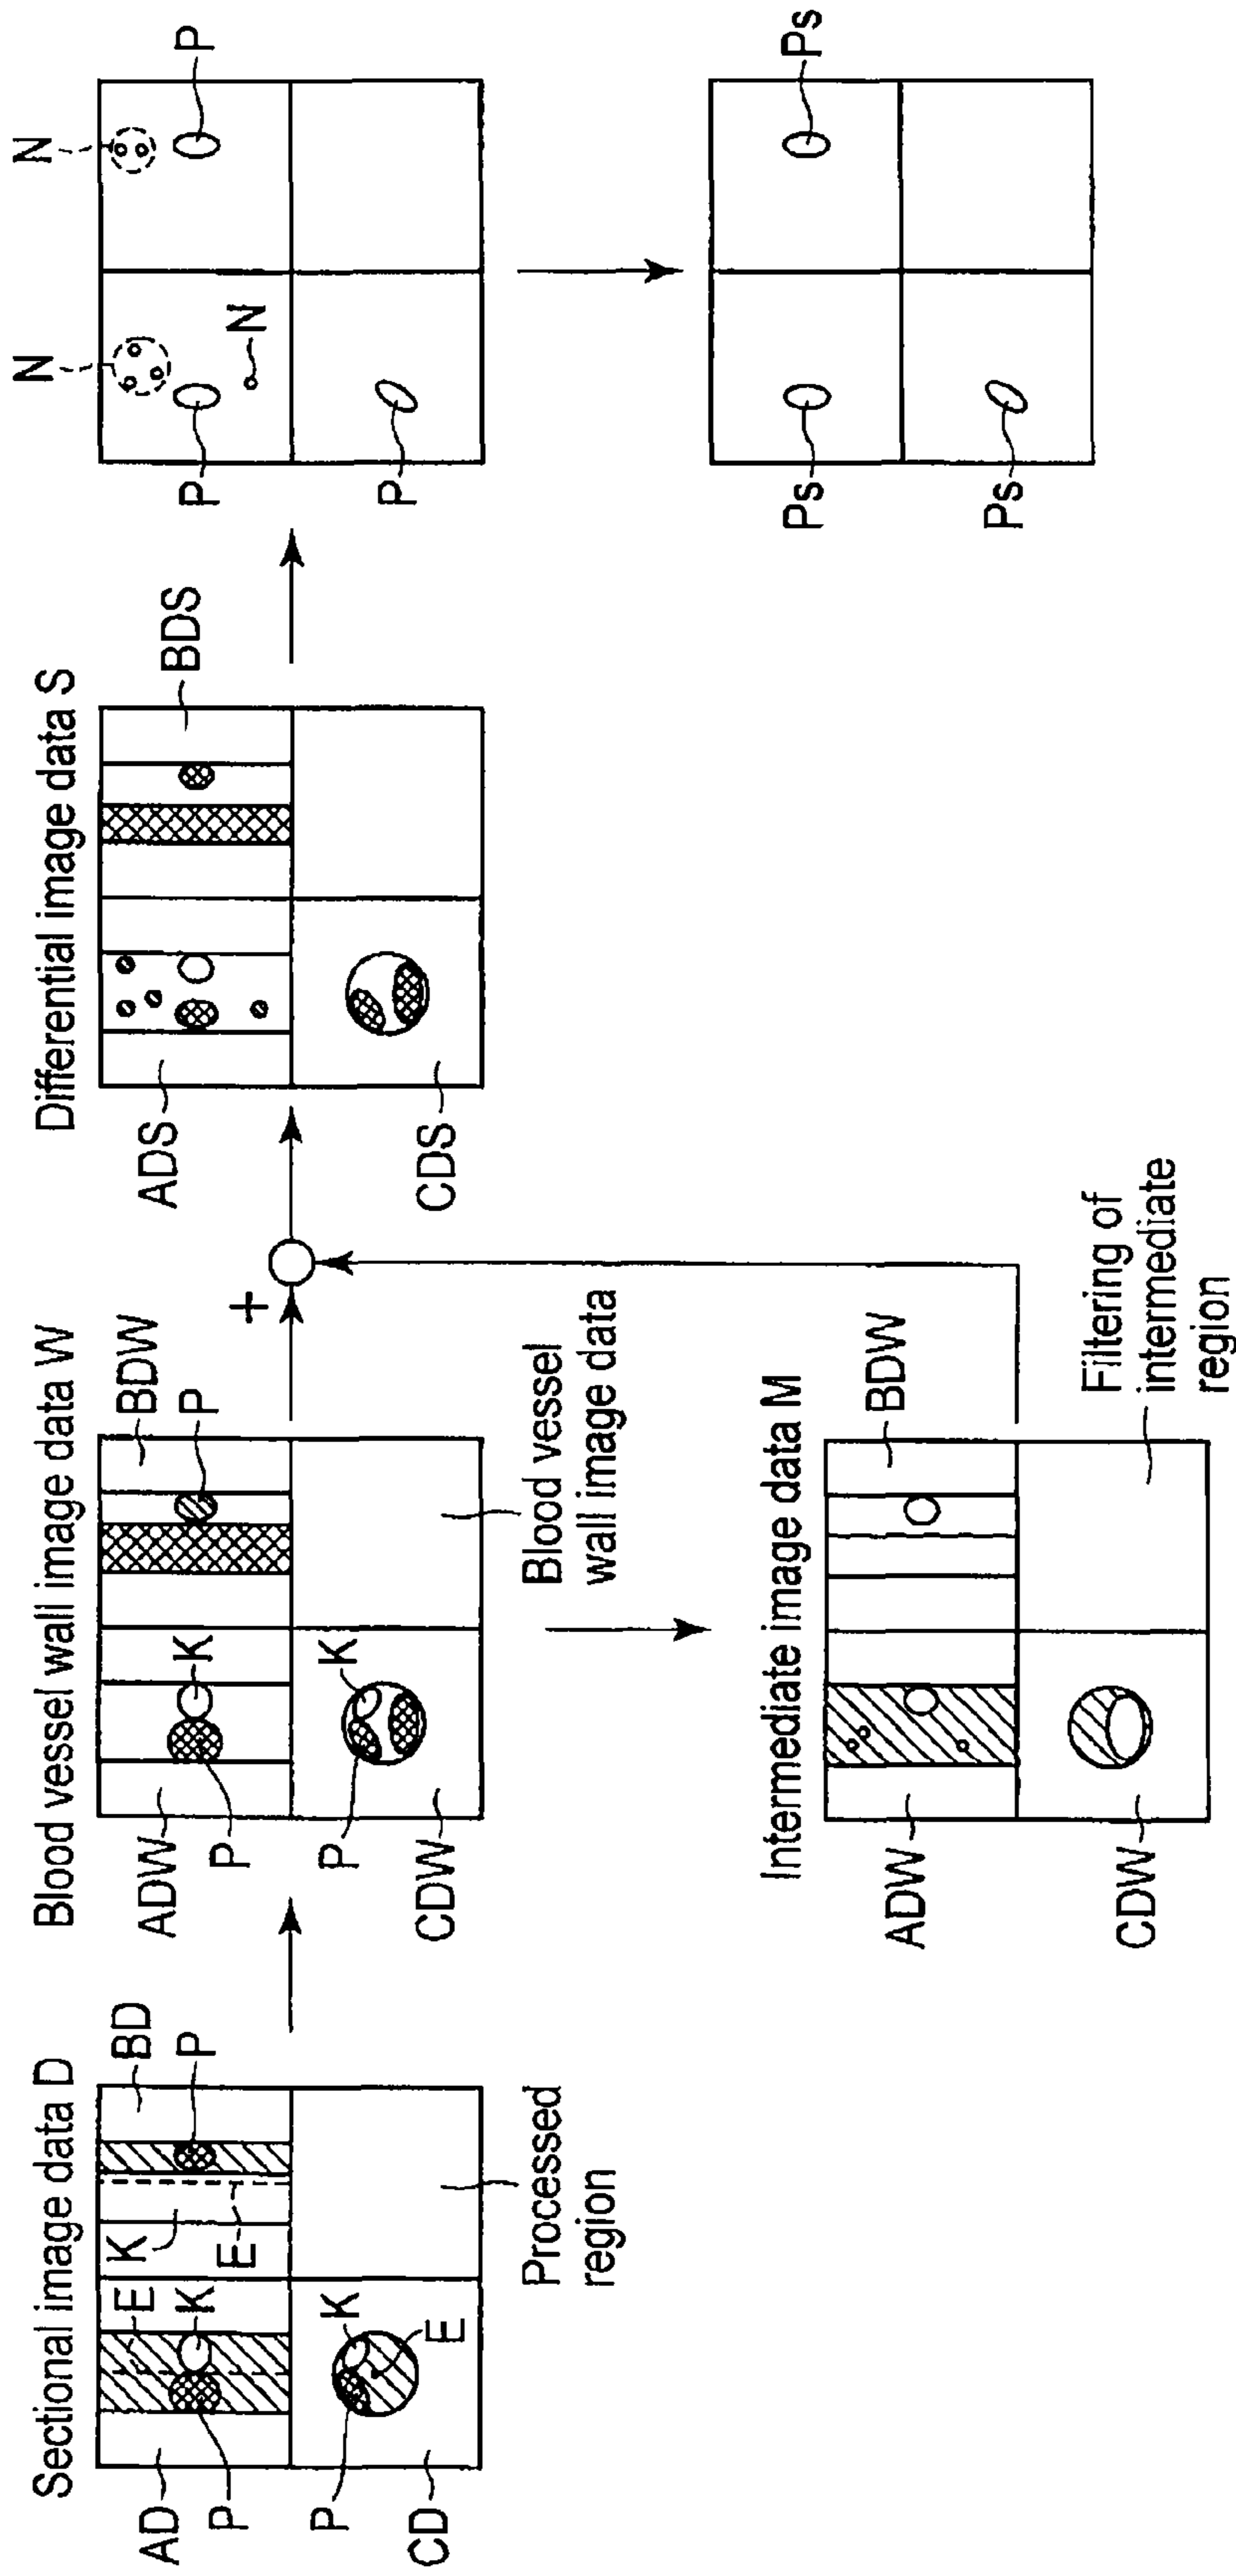 Sectional image data D
AD
P
E
K
K
E
BD
P
P
K
E
CD
Processed
region
Blood vessel wall image data W
ADW
P
K
BDW
P
P
K
CDW
Blood vessel
wall image data
+
Intermediate image data M
ADW
BDW
CDW
Filtering of
intermediate
region
Differential image data S
ADS
BDS
CDS
N
N
P
N
P
P
Ps
Ps
Ps